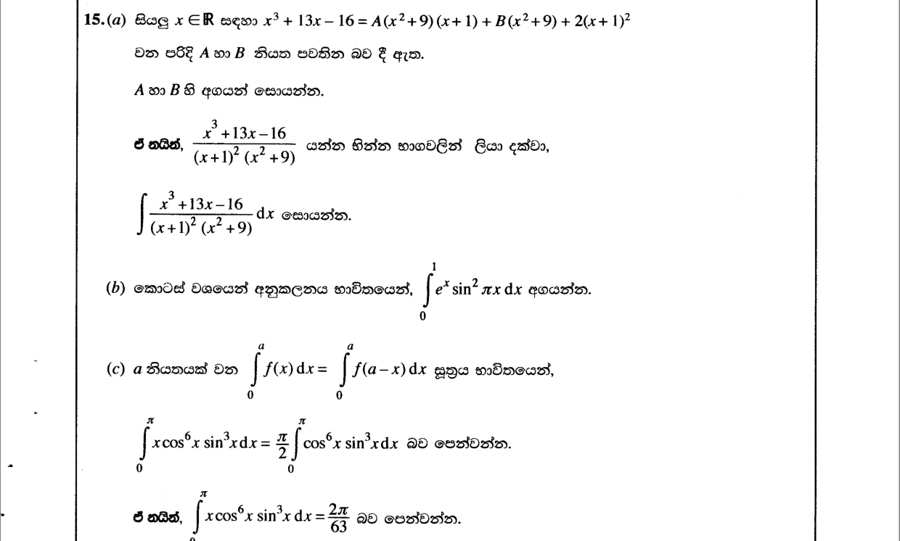 15.(a) සියලු x ∈ ℝ සඳහා x³ + 13x − 16 = A(x² + 9)(x + 1) + B(x² + 9) + 2(x + 1)²
වන පරිදි A හා B නියත පවතින බව දී ඇත.
A හා B හි අගයන් සොයන්න.
ඒ නයින්, (x³ + 13x − 16)/((x + 1)² (x² + 9)) යන්න භින්න භාගවලින් ලියා දක්වා,
∫ (x³ + 13x − 16)/((x + 1)² (x² + 9)) dx සොයන්න.
(b) කොටස් වශයෙන් අනුකලනය භාවිතයෙන්, ∫₀¹ eˣ sin² πx dx අගයන්න.
(c) a නියතයක් වන ∫₀ᵃ f(x) dx = ∫₀ᵃ f(a − x) dx සූත්‍රය භාවිතයෙන්,
∫₀^π x cos⁶x sin³x dx = π/2 ∫₀^π cos⁶x sin³x dx බව පෙන්වන්න.
ඒ නයින්, ∫₀^π x cos⁶x sin³x dx = 2π/63 බව පෙන්වන්න.